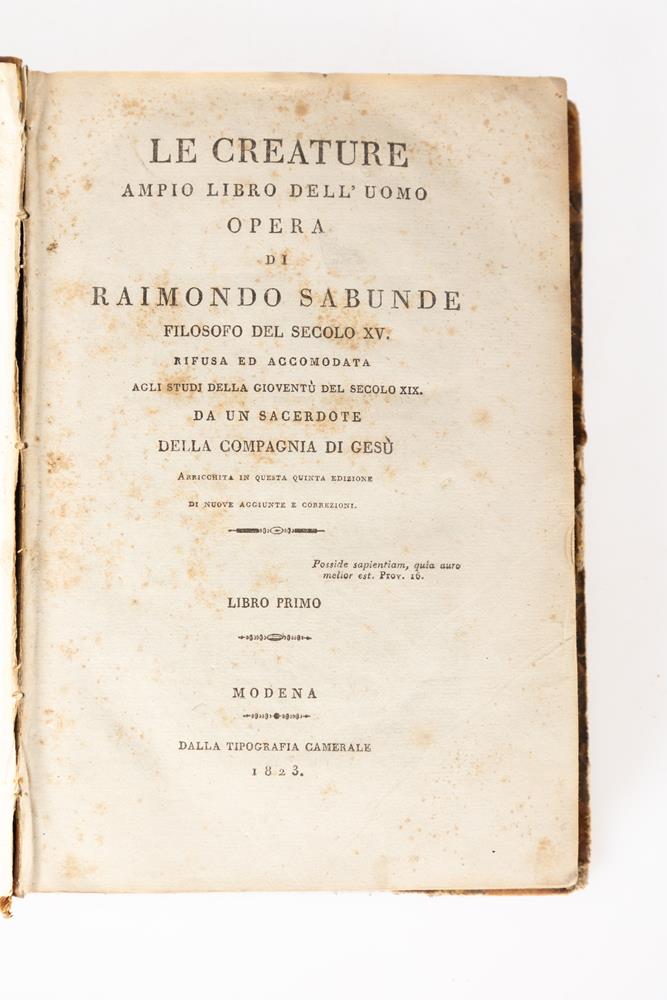 LE CREATURE
AMPIO LIBRO DELL' UOMO
OPERA
DI
RAIMONDO SABUNDE
FILOSOFO DEL SECOLO XV.
RIFUSA ED ACCOMODATA
AGLI STUDJ DELLA GIOVENTÙ DEL SECOLO XIX.
DA UN SACERDOTE
DELLA COMPAGNIA DI GESÙ
ARRICCHITA IN QUESTA QUINTA EDIZIONE
DI NUOVE AGGIUNTE E CORREZIONI.
Posside sapientiam, quia auro
melior est. PROV. 16.
LIBRO PRIMO
MODENA
DALLA TIPOGRAFIA CAMERALE
1823.